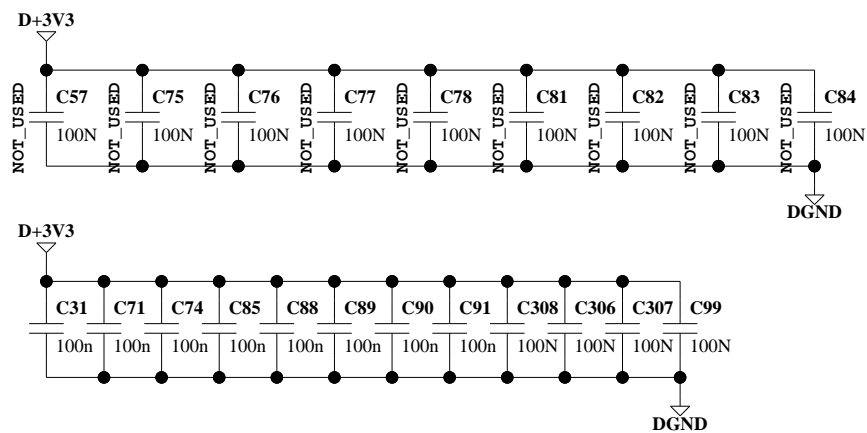 D+3V3
C57 C75 C76 C77 C78 C81 C82 C83 C84
100N 100N 100N 100N 100N 100N 100N 100N 100N
NOT_USED NOT_USED NOT_USED NOT_USED NOT_USED NOT_USED NOT_USED NOT_USED NOT_USED
DGND
D+3V3
C31 C71 C74 C85 C88 C89 C90 C91 C308 C306 C307 C99
100n 100n 100n 100n 100n 100n 100n 100n 100N 100N 100N 100N
DGND